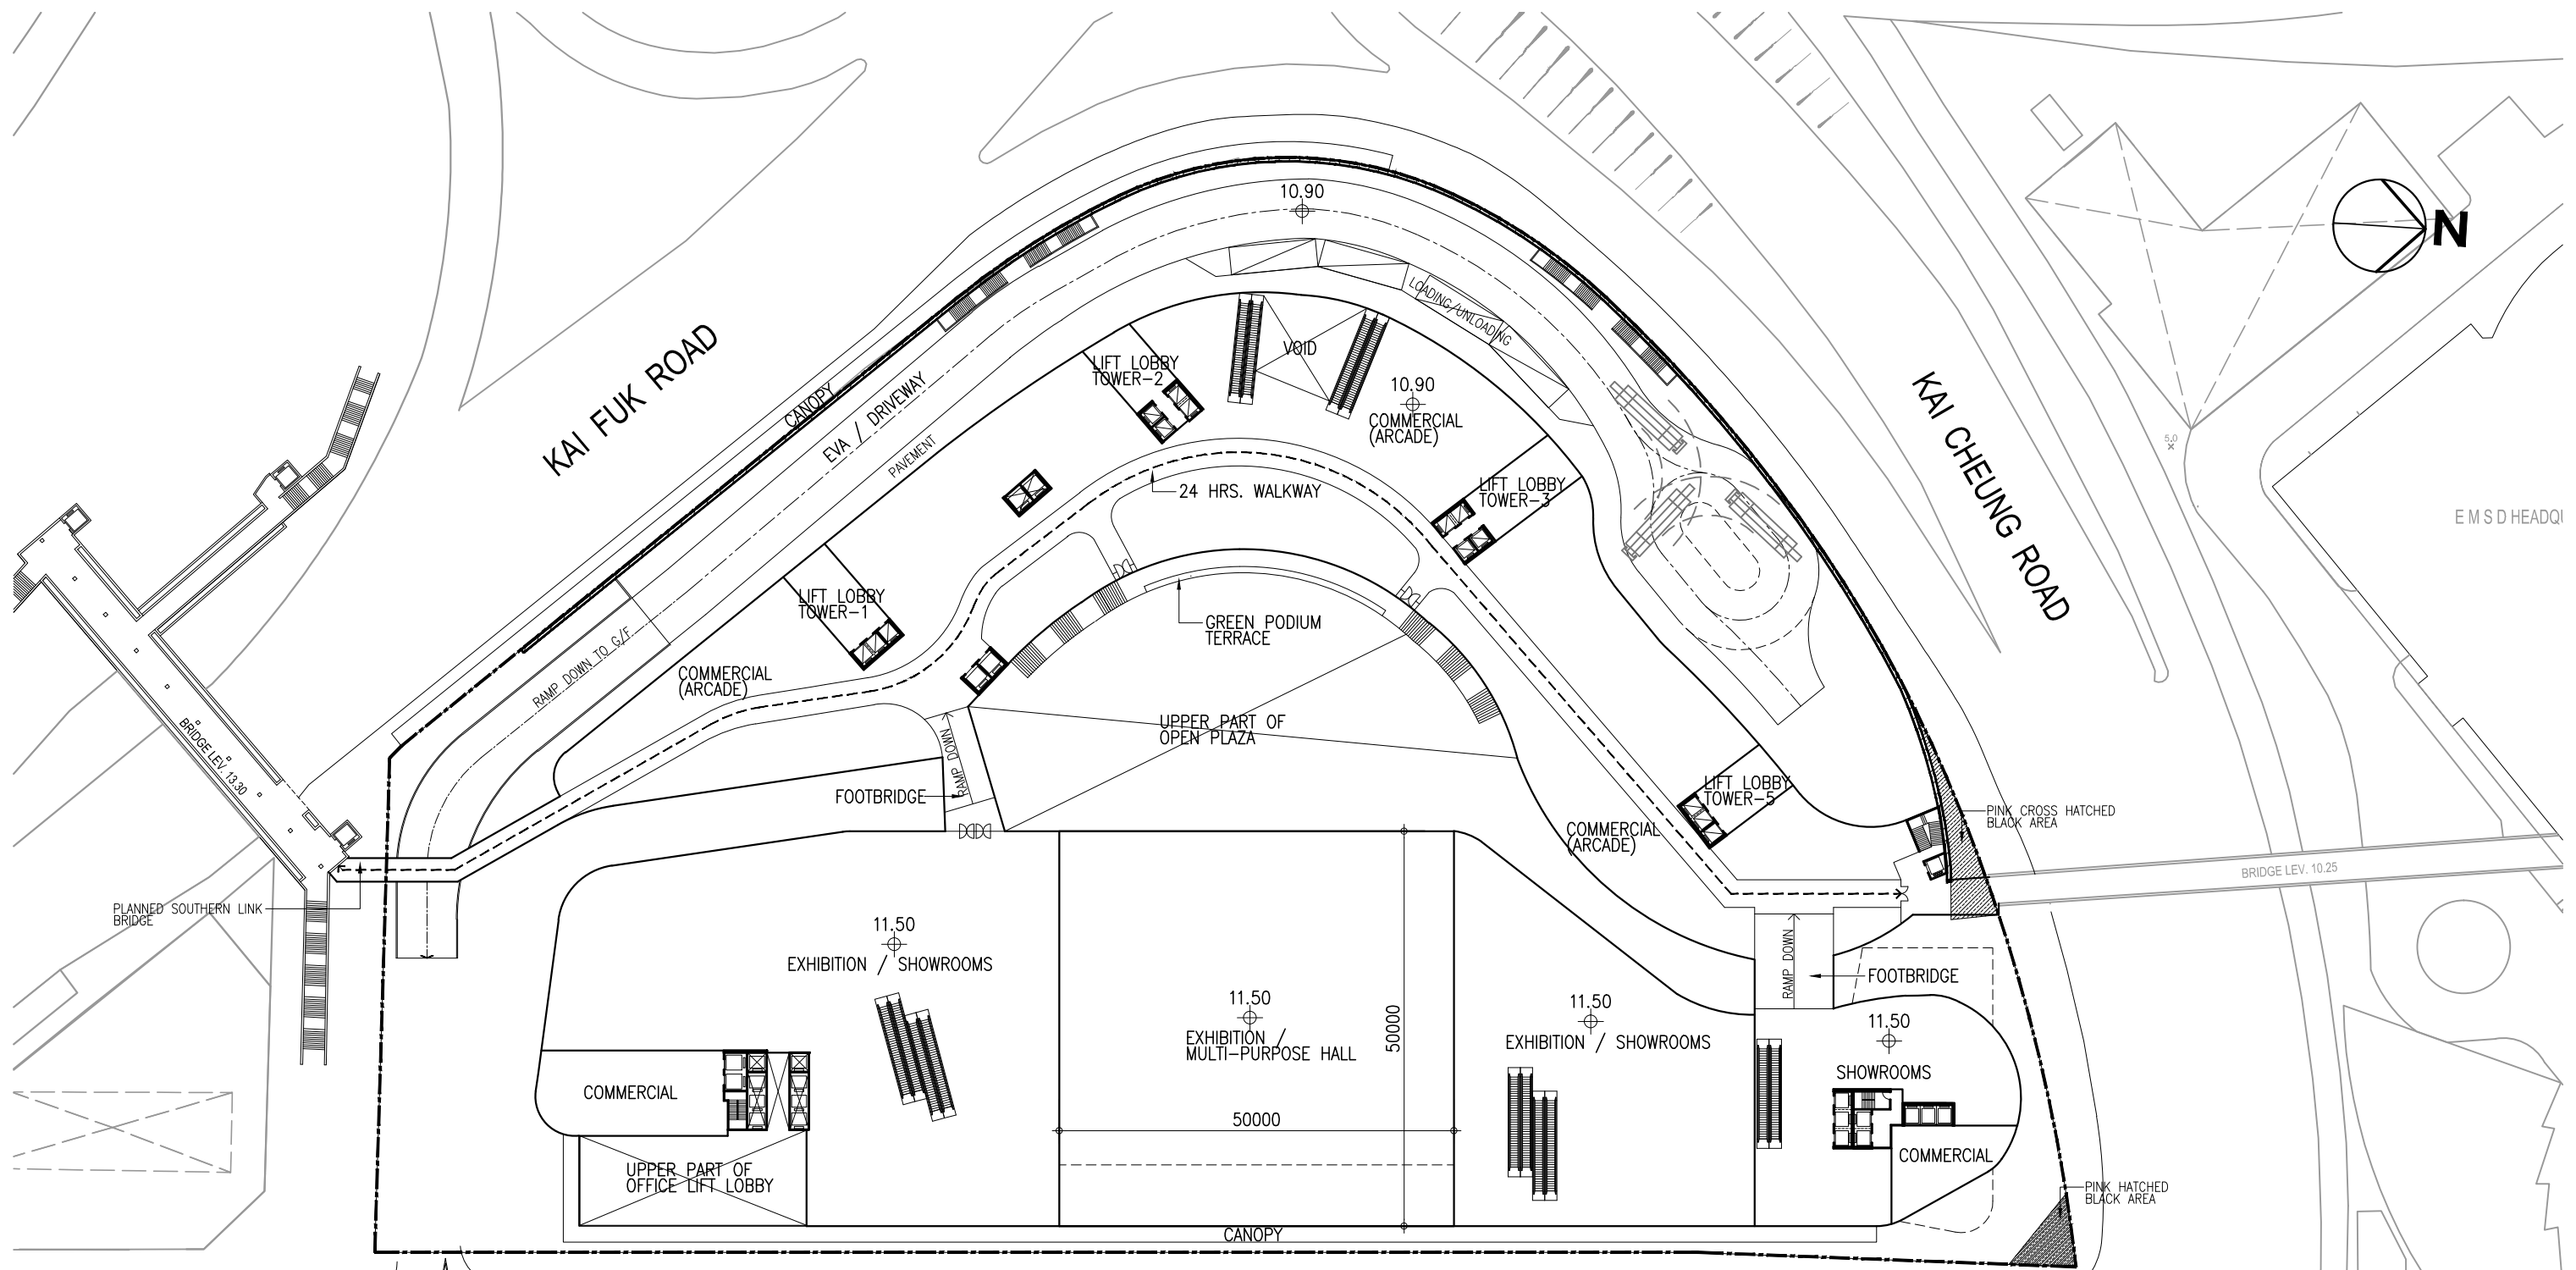 10.90
N
KAI FUK ROAD
CANOPY
EVA / DRIVEWAY
PAVEMENT
LIFT LOBBY
TOWER-2
VOID
LOADING/UNLOADING
10.90
COMMERCIAL
(ARCADE)
KAI CHEUNG ROAD
5.0
24 HRS. WALKWAY
LIFT LOBBY
TOWER-3
E M S D HEADQU
LIFT LOBBY
TOWER-1
GREEN PODIUM
TERRACE
RAMP DOWN TO G/F
COMMERCIAL
(ARCADE)
UPPER PART OF
OPEN PLAZA
BRIDGE LEV. 13.30
RAMP DOWN
FOOTBRIDGE
LIFT LOBBY
TOWER-5
PINK CROSS HATCHED
BLACK AREA
COMMERCIAL
(ARCADE)
BRIDGE LEV. 10.25
PLANNED SOUTHERN LINK
BRIDGE
11.50
EXHIBITION / SHOWROOMS
RAMP DOWN
FOOTBRIDGE
11.50
EXHIBITION /
MULTI-PURPOSE HALL
50000
11.50
EXHIBITION / SHOWROOMS
11.50
SHOWROOMS
COMMERCIAL
50000
COMMERCIAL
UPPER PART OF
OFFICE LIFT LOBBY
PINK HATCHED
BLACK AREA
CANOPY